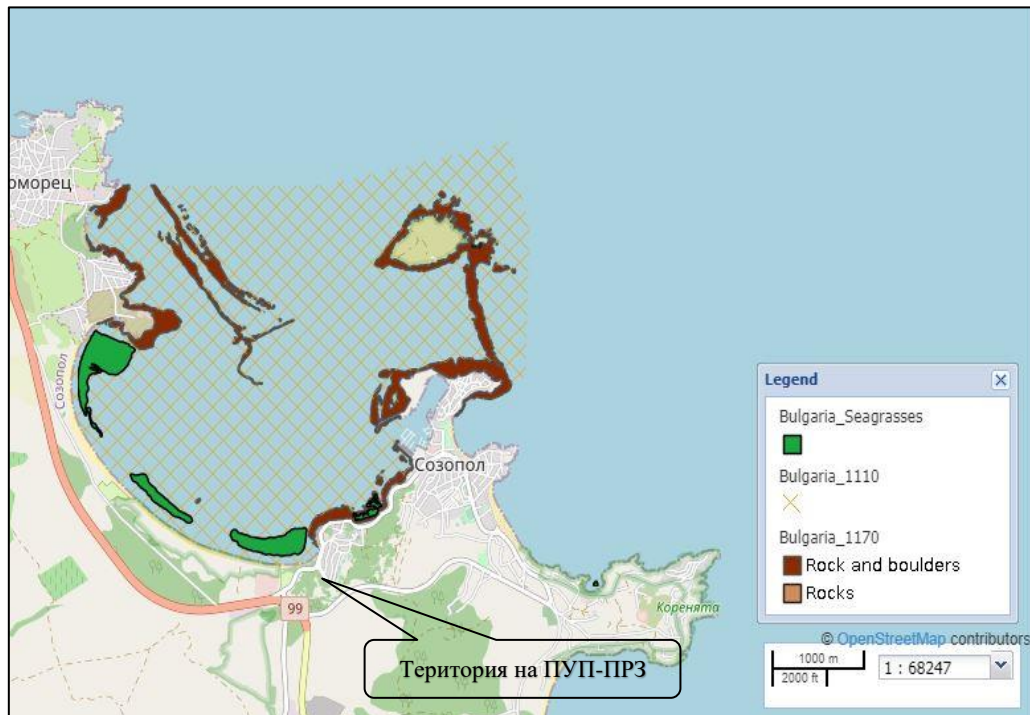 оморец
Созопол
Созопол
99
Коренята
Територия на ПУП-ПРЗ
Legend
Bulgaria_Seagrasses
Bulgaria_1110
Bulgaria_1170
Rock and boulders
Rocks
© OpenStreetMap contributors
1000 m
2000 ft
1 : 68247